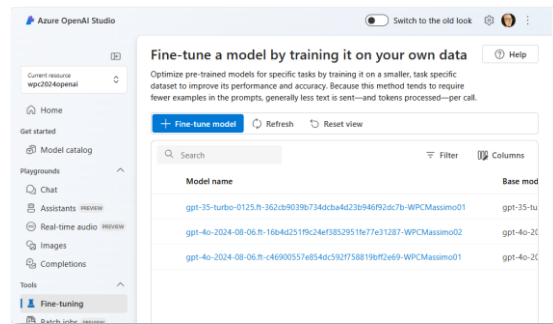 Azure OpenAI Studio
Switch to the old look
Current resource
wpc2024openai
Home
Get started
Model catalog
Playgrounds
Chat
Assistants PREVIEW
Real-time audio PREVIEW
Images
Completions
Tools
Fine-tuning
Batch jobs PREVIEW
Fine-tune a model by training it on your own data
Help
Optimize pre-trained models for specific tasks by training it on a smaller, task specific
dataset to improve its performance and accuracy. Because this method tends to require
fewer examples in the prompts, generally less text is sent—and tokens processed—per call.
Fine-tune model Refresh Reset view
Search Filter Columns
Model name Base mod
gpt-35-turbo-0125.ft-362cb9039b734dcba4d23b946f92dc7b-WPCMassimo01 gpt-35-tu
gpt-4o-2024-08-06.ft-16b4d251f9c24ef3852951fe77e31287-WPCMassimo02 gpt-4o-20
gpt-4o-2024-08-06.ft-c46900557e854dc592f758819bff2e69-WPCMassimo01 gpt-4o-20